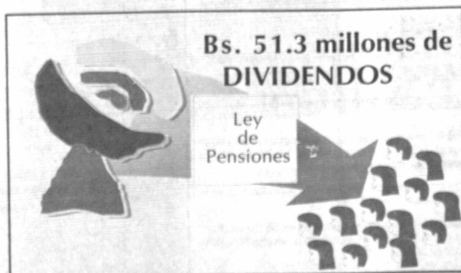 Bs. 51.3 millones de
DIVIDENDOS
Ley
de
Pensiones